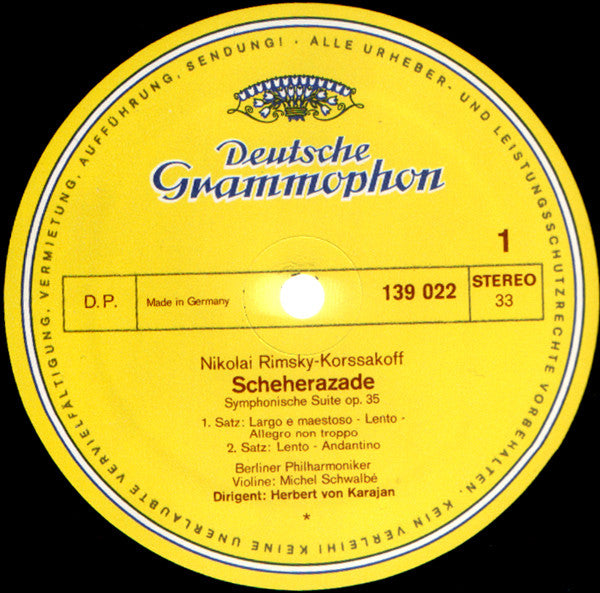 ALLE URHEBER- UND LEISTUNGSSCHUTZRECHTE VORBEHALTEN. KEIN VERLEIH! KEINE UNERLAUBTE VERVIELFÄLTIGUNG, VERMIETUNG, AUFFÜHRUNG, SENDUNG! ·
Deutsche
Grammophon
1
D.P.
Made in Germany
139 022
STEREO
33
Nikolai Rimsky-Korssakoff
Scheherazade
Symphonische Suite op. 35
1. Satz: Largo e maestoso - Lento -
Allegro non troppo
2. Satz: Lento - Andantino
Berliner Philharmoniker
Violine: Michel Schwalbé
Dirigent: Herbert von Karajan
*